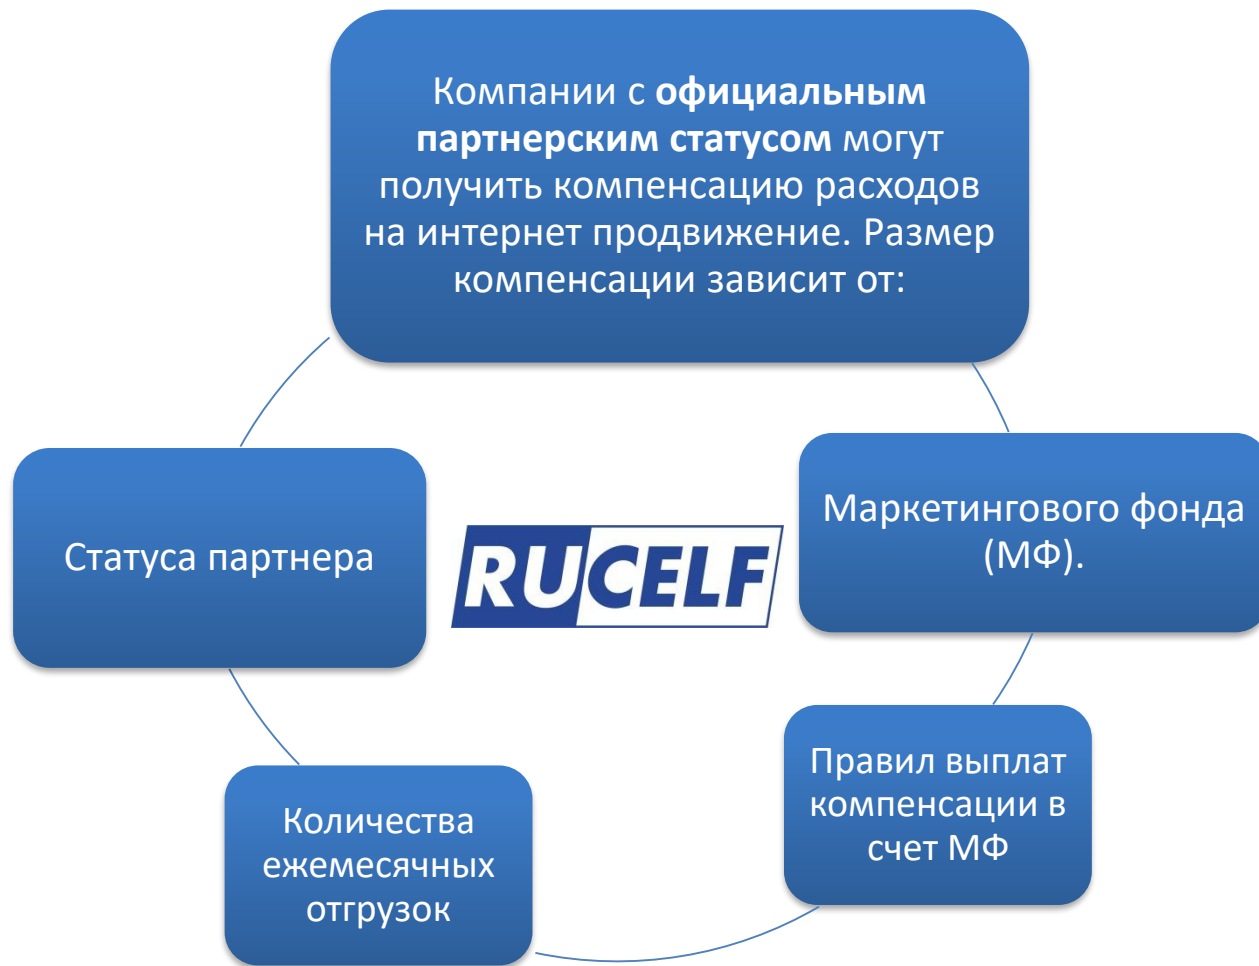 Компании с официальным
партнерским статусом могут
получить компенсацию расходов
на интернет продвижение. Размер
компенсации зависит от:
Маркетингового фонда
(МФ).
Статуса партнера
RUCELF
Правил выплат
компенсации в
счет МФ
Количества
ежемесячных
отгрузок